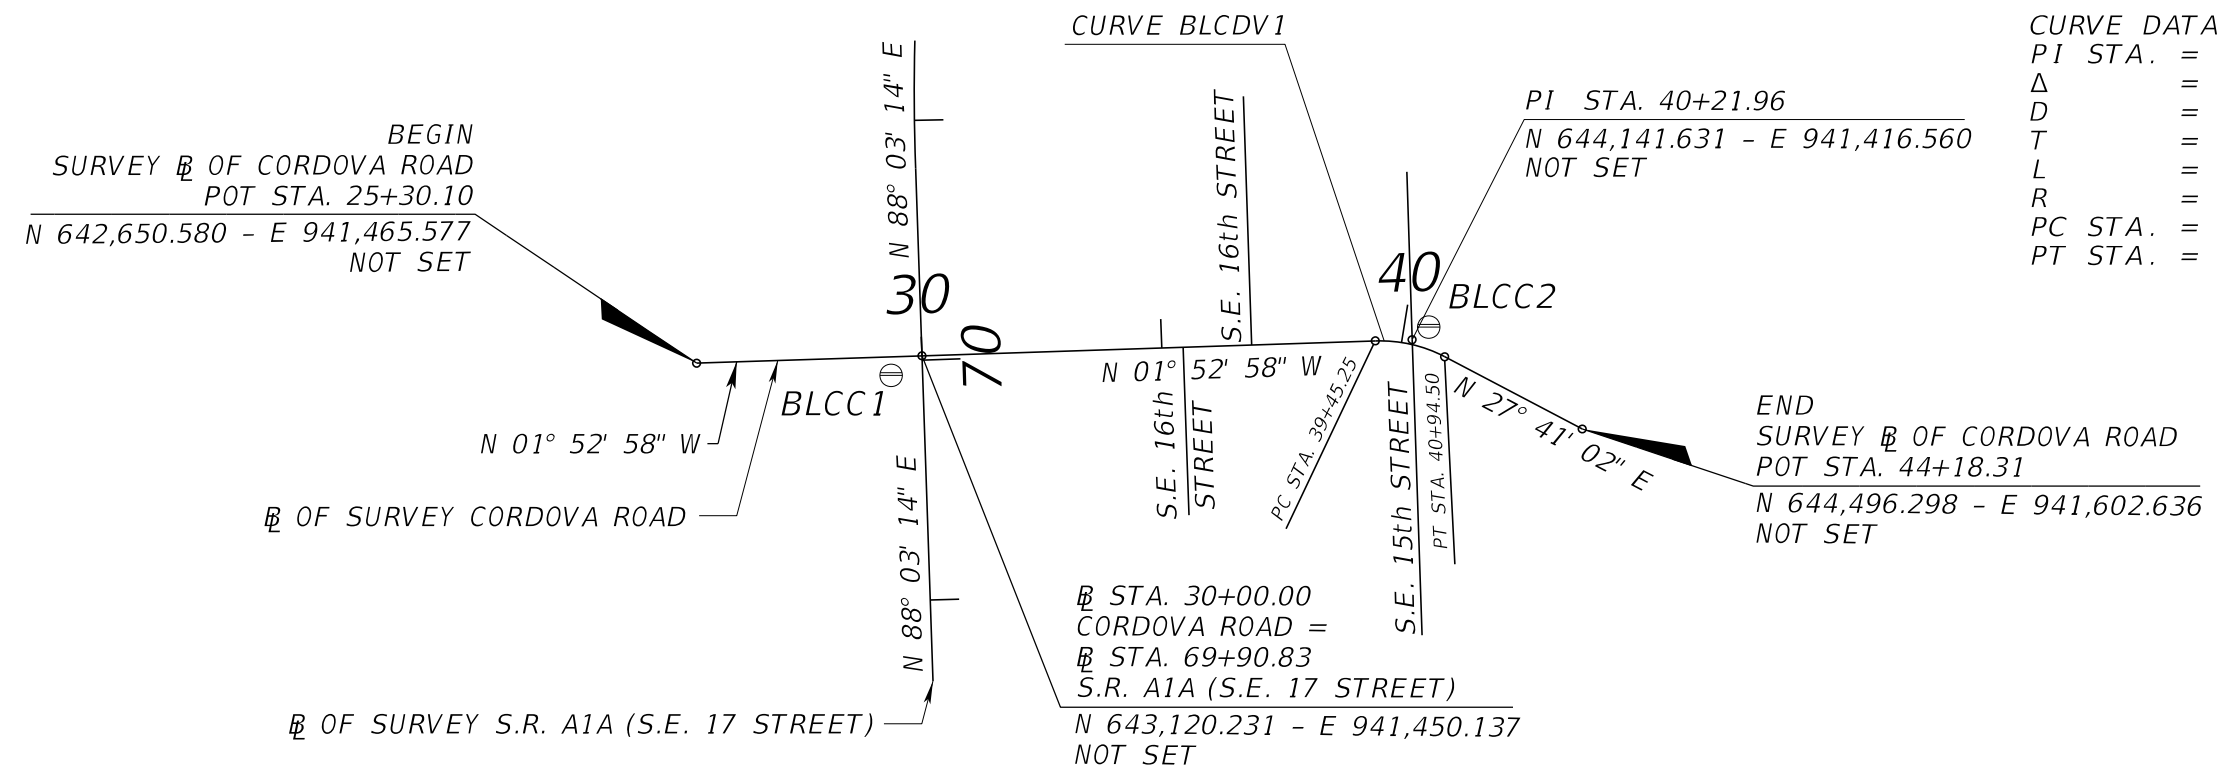 CURVE BLCDV1
CURVE DATA
PI STA. =
Δ =
D =
T =
L =
R =
PC STA. =
PT STA. =
PI STA. 40+21.96
N 644,141.631 – E 941,416.560
NOT SET
BEGIN
SURVEY BL OF CORDOVA ROAD
POT STA. 25+30.10
N 642,650.580 – E 941,465.577
NOT SET
N 88° 03' 14" E
S.E. 16th STREET
30
70
40
BLCC2
BLCC1
N 01° 52' 58" W
N 01° 52' 58" W
S.E. 16th
STREET
PC STA. 39+45.25
S.E. 15th STREET
PT STA. 40+94.50
N 27° 41' 02" E
BL OF SURVEY CORDOVA ROAD
END
SURVEY BL OF CORDOVA ROAD
POT STA. 44+18.31
N 644,496.298 – E 941,602.636
NOT SET
N 88° 03' 14" E
BL STA. 30+00.00
CORDOVA ROAD =
BL STA. 69+90.83
S.R. A1A (S.E. 17 STREET)
N 643,120.231 – E 941,450.137
NOT SET
BL OF SURVEY S.R. A1A (S.E. 17 STREET)